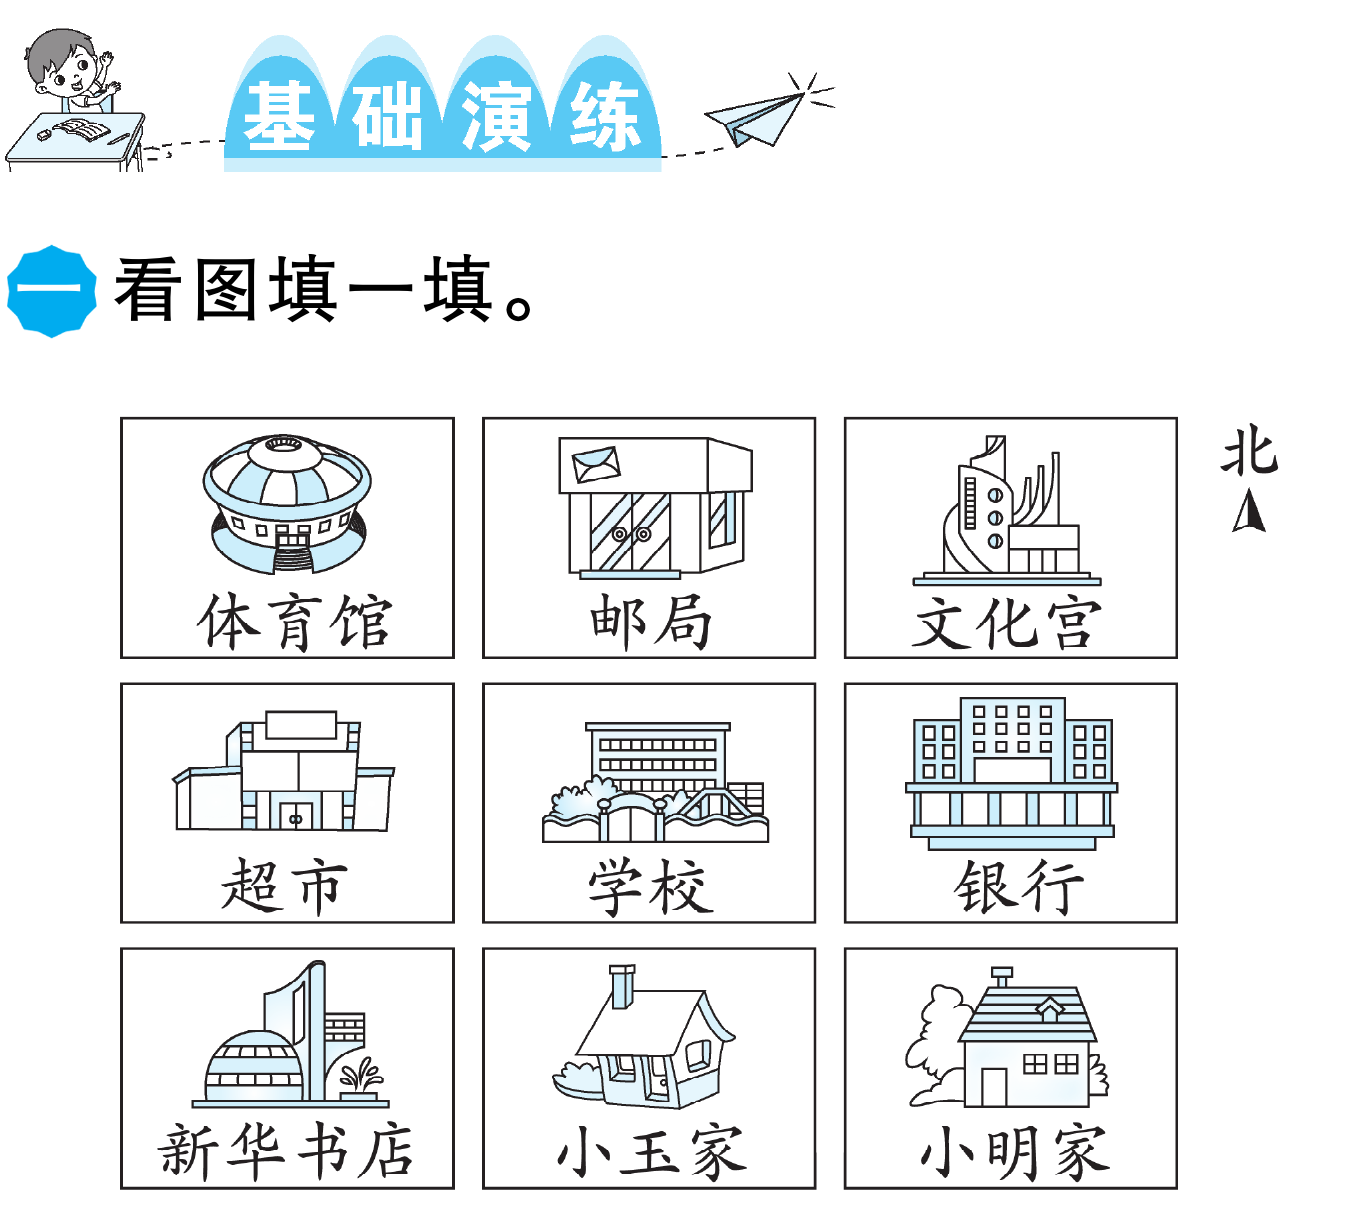 基础演练
一 看图填一填。
北
体育馆 邮局 文化宫
超市 学校 银行
新华书店 小玉家 小明家